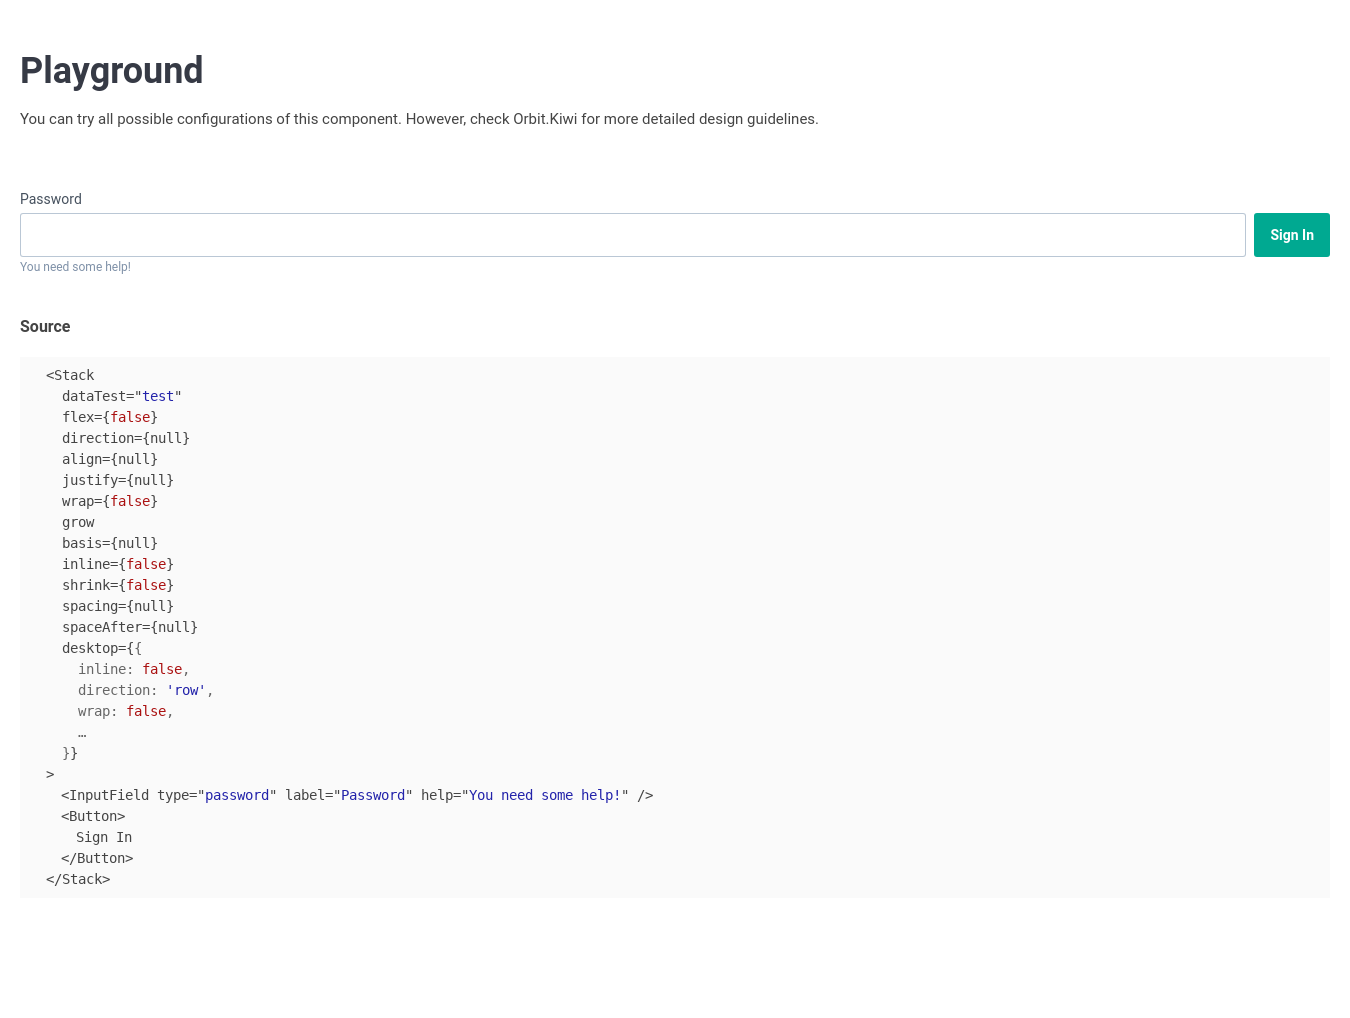 Playground
You can try all possible configurations of this component. However, check Orbit.Kiwi for more detailed design guidelines.
Password
Sign In
You need some help!
Source
<Stack
  dataTest="test"
  flex={false}
  direction={null}
  align={null}
  justify={null}
  wrap={false}
  grow
  basis={null}
  inline={false}
  shrink={false}
  spacing={null}
  spaceAfter={null}
  desktop={{
    inline: false,
    direction: 'row',
    wrap: false,
    …
  }}
>
  <InputField type="password" label="Password" help="You need some help!" />
  <Button>
    Sign In
  </Button>
</Stack>